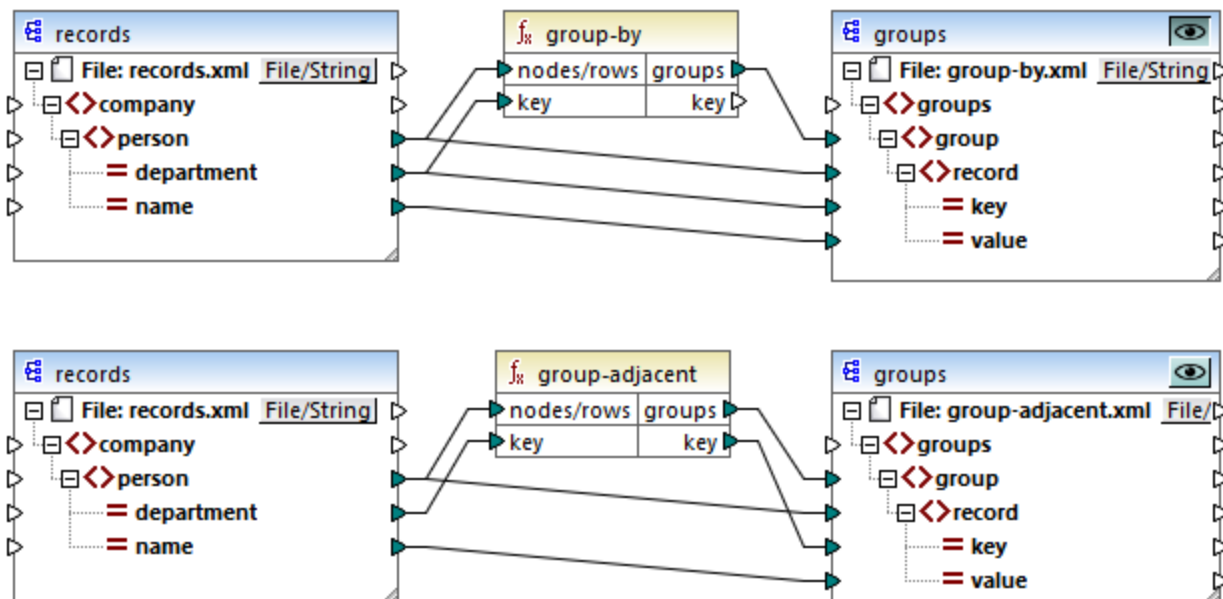 records
group-by
groups
File: records.xml File/String
nodes/rows groups
File: group-by.xml File/String
company
key key
groups
person
group
department
record
name
key
value
records
group-adjacent
groups
File: records.xml File/String
nodes/rows groups
File: group-adjacent.xml File/
company
key key
groups
person
group
department
record
name
key
value